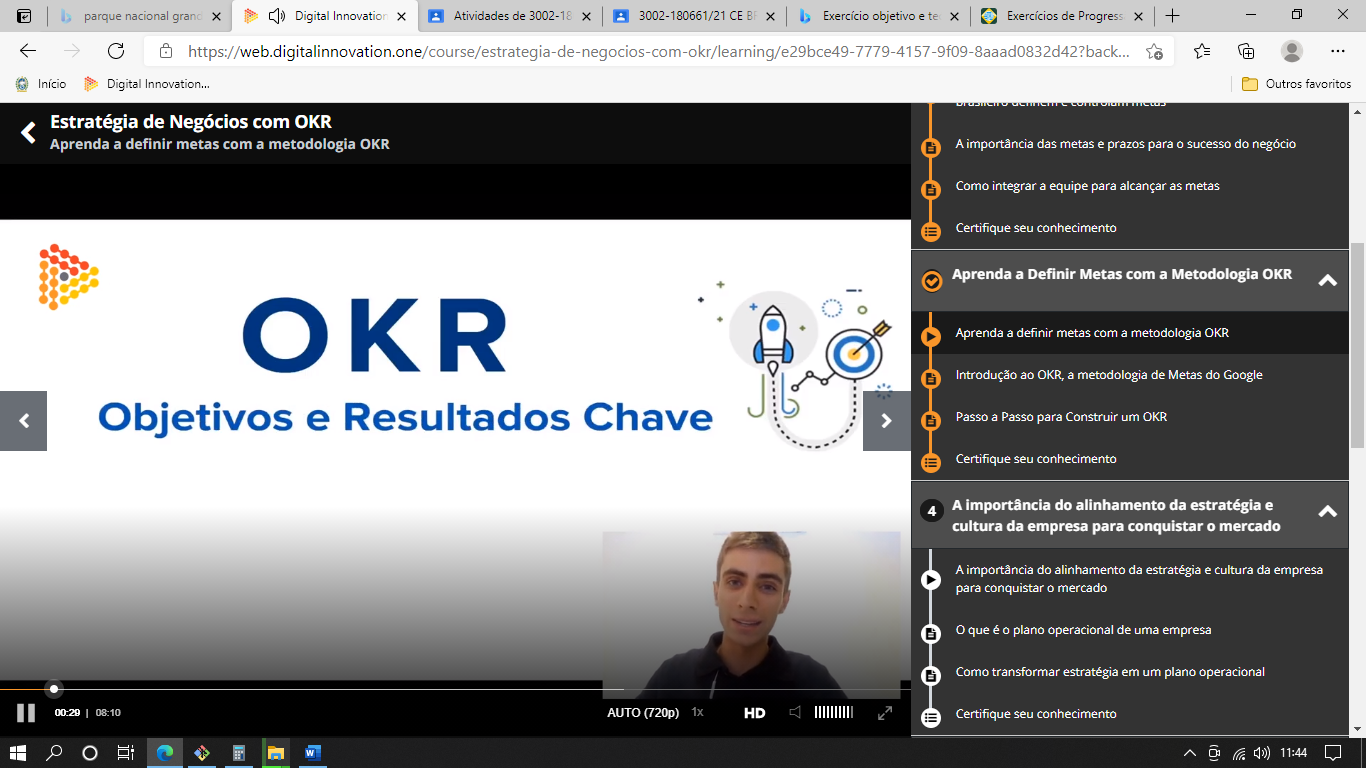 parque nacional grand
Digital Innovation
Atividades de 3002-18
3002-180661/21 CE BF
Exercício objetivo e te
Exercícios de Progress
https://web.digitalinnovation.one/course/estrategia-de-negocios-com-okr/learning/e29bce49-7779-4157-9f09-8aaad0832d42?back...
Início
Digital Innovation...
Outros favoritos
Estratégia de Negócios com OKR
Aprenda a definir metas com a metodologia OKR
OKR
Objetivos e Resultados Chave
00:29 | 08:10
AUTO (720p) 1x HD
brasileiro definem e controlam metas
A importância das metas e prazos para o sucesso do negócio
Como integrar a equipe para alcançar as metas
Certifique seu conhecimento
Aprenda a Definir Metas com a Metodologia OKR
Aprenda a definir metas com a metodologia OKR
Introdução ao OKR, a metodologia de Metas do Google
Passo a Passo para Construir um OKR
Certifique seu conhecimento
4 A importância do alinhamento da estratégia e
cultura da empresa para conquistar o mercado
A importância do alinhamento da estratégia e cultura da empresa
para conquistar o mercado
O que é o plano operacional de uma empresa
Como transformar estratégia em um plano operacional
Certifique seu conhecimento
11:44